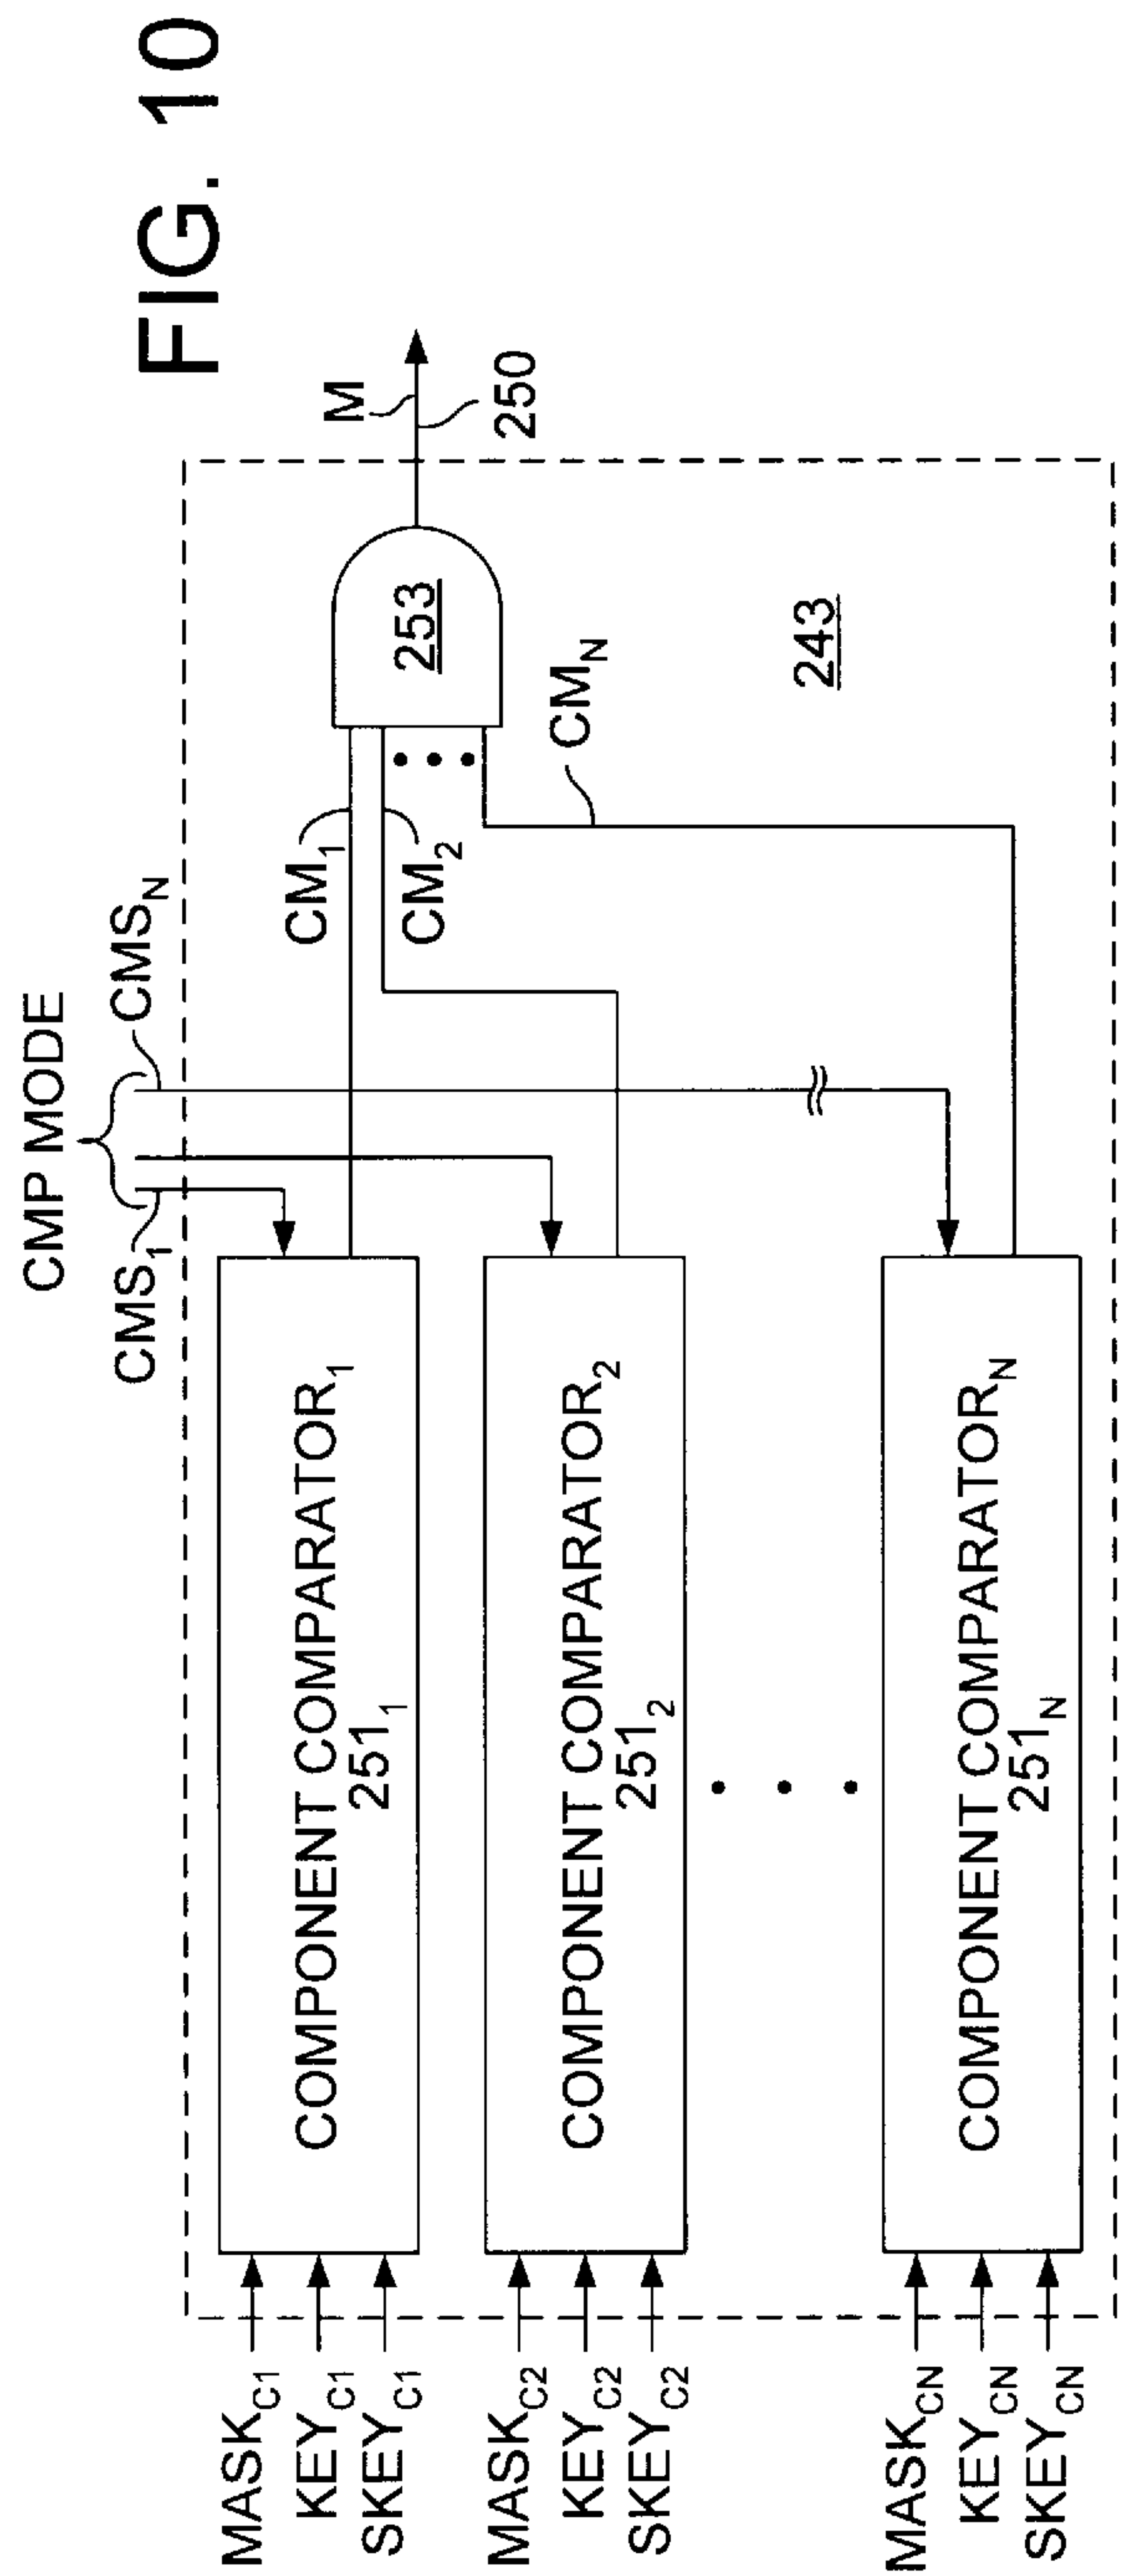 FIG. 10
CMP MODE
CMS1
CMSN
MASKC1
KEYC1
SKEYC1
COMPONENT COMPARATOR1
2511
CM1
CM2
M
250
253
MASKC2
KEYC2
SKEYC2
COMPONENT COMPARATOR2
2512
CMN
243
MASKCN
KEYCN
SKEYCN
COMPONENT COMPARATORN
251N